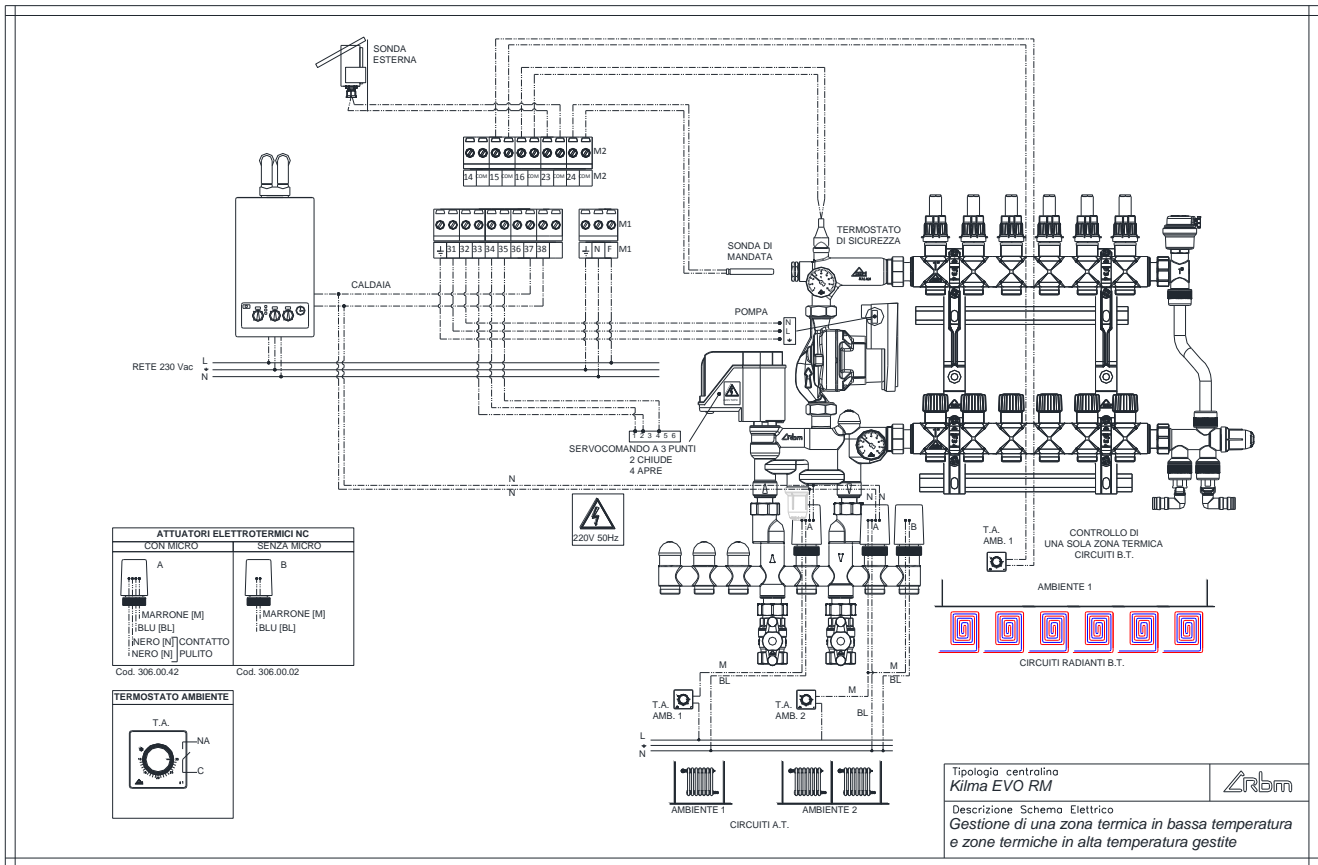 SONDA
ESTERNA
M2
14 COM 15 COM 16 COM 23 COM 24 COM M2
M1
31 32 33 34 35 36 37 38
N F M1
TERMOSTATO
DI SICUREZZA
SONDA DI
MANDATA
CALDAIA
POMPA
N
L
L
RETE 230 Vac
N
1 2 3 4 5 6
SERVOCOMANDO A 3 PUNTI
2 CHIUDE
4 APRE
rbm
N
N
220V 50Hz
A
N N
A
B
T.A.
AMB. 1
CONTROLLO DI
UNA SOLA ZONA TERMICA
CIRCUITI B.T.
AMBIENTE 1
CIRCUITI RADIANTI B.T.
ATTUATORI ELETTROTERMICI NC
CON MICRO SENZA MICRO
A B
MARRONE [M] MARRONE [M]
BLU [BL] BLU [BL]
NERO [N] CONTATTO
NERO [N] PULITO
Cod. 306.00.42 Cod. 306.00.02
TERMOSTATO AMBIENTE
T.A.
NA
C
M
BL
M
BL
M
BL
T.A.
AMB. 1
T.A.
AMB. 2
L
N
AMBIENTE 1 AMBIENTE 2
CIRCUITI A.T.
Tipologia centralina
Kilma EVO RM
rbm
Descrizione Schema Elettrico
Gestione di una zona termica in bassa temperatura
e zone termiche in alta temperatura gestite